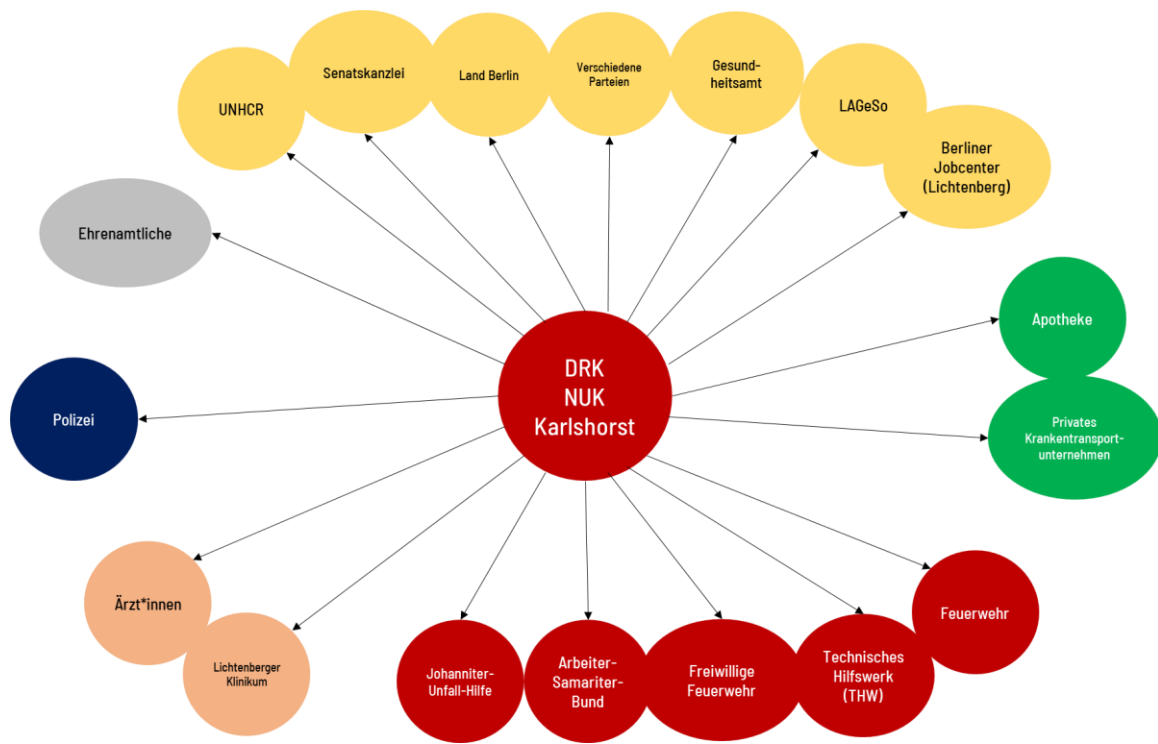 UNHCR
Senatskanzlei
Land Berlin
Verschiedene
Parteien
Gesund-
heitsamt
LAGeSo
Berliner
Jobcenter
(Lichtenberg)
Ehrenamtliche
Apotheke
DRK
NUK
Karlshorst
Polizei
Privates
Krankentransport-
unternehmen
Ärzt*innen
Lichtenberger
Klinikum
Johanniter-
Unfall-Hilfe
Arbeiter-
Samariter-
Bund
Freiwillige
Feuerwehr
Technisches
Hilfswerk
(THW)
Feuerwehr